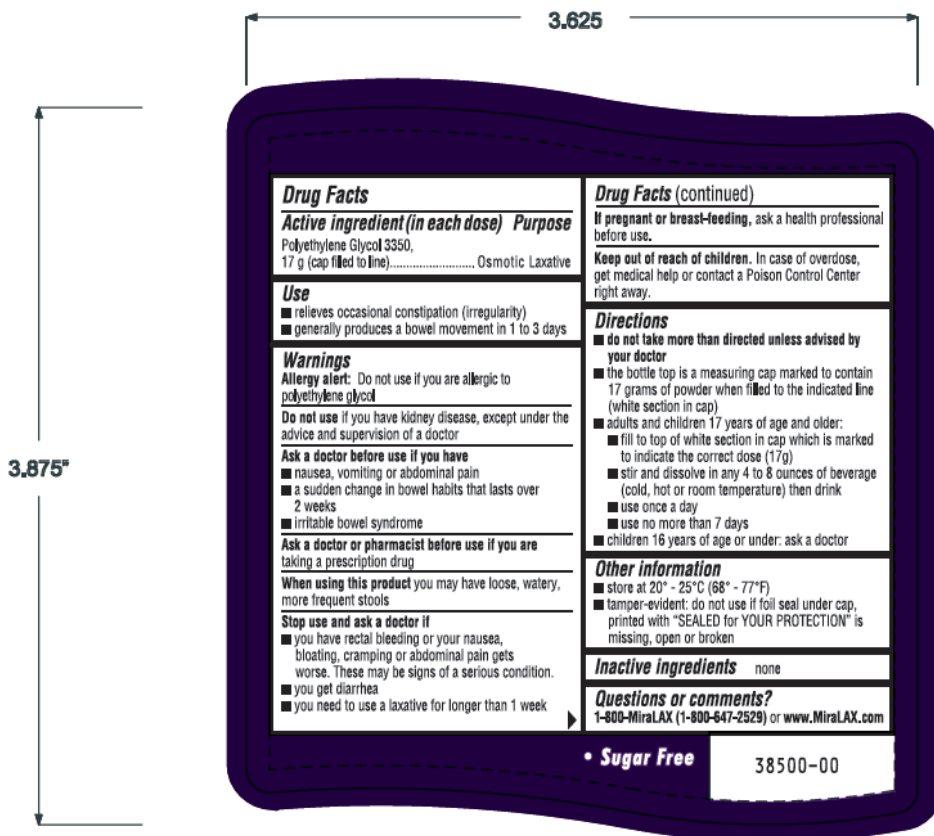 3.625
3.875"
Drug Facts
Active ingredient (in each dose) Purpose
Polyethylene Glycol 3350,
17 g (cap filled to line)......................... Osmotic Laxative
Use
■ relieves occasional constipation (irregularity)
■ generally produces a bowel movement in 1 to 3 days
Warnings
Allergy alert: Do not use if you are allergic to
polyethylene glycol
Do not use if you have kidney disease, except under the
advice and supervision of a doctor
Ask a doctor before use if you have
■ nausea, vomiting or abdominal pain
■ a sudden change in bowel habits that lasts over
2 weeks
■ irritable bowel syndrome
Ask a doctor or pharmacist before use if you are
taking a prescription drug
When using this product you may have loose, watery,
more frequent stools
Stop use and ask a doctor if
■ you have rectal bleeding or your nausea,
bloating, cramping or abdominal pain gets
worse. These may be signs of a serious condition.
■ you get diarrhea
■ you need to use a laxative for longer than 1 week
Drug Facts (continued)
If pregnant or breast-feeding, ask a health professional
before use.
Keep out of reach of children. In case of overdose,
get medical help or contact a Poison Control Center
right away.
Directions
■ do not take more than directed unless advised by
your doctor
■ the bottle top is a measuring cap marked to contain
17 grams of powder when filled to the indicated line
(white section in cap)
■ adults and children 17 years of age and older:
■ fill to top of white section in cap which is marked
to indicate the correct dose (17g)
■ stir and dissolve in any 4 to 8 ounces of beverage
(cold, hot or room temperature) then drink
■ use once a day
■ use no more than 7 days
■ children 16 years of age or under: ask a doctor
Other information
■ store at 20° - 25°C (68° - 77°F)
■ tamper-evident: do not use if foil seal under cap,
printed with "SEALED for YOUR PROTECTION" is
missing, open or broken
Inactive ingredients none
Questions or comments?
1-800-MiraLAX (1-800-647-2529) or www.MiraLAX.com
• Sugar Free
38500-00